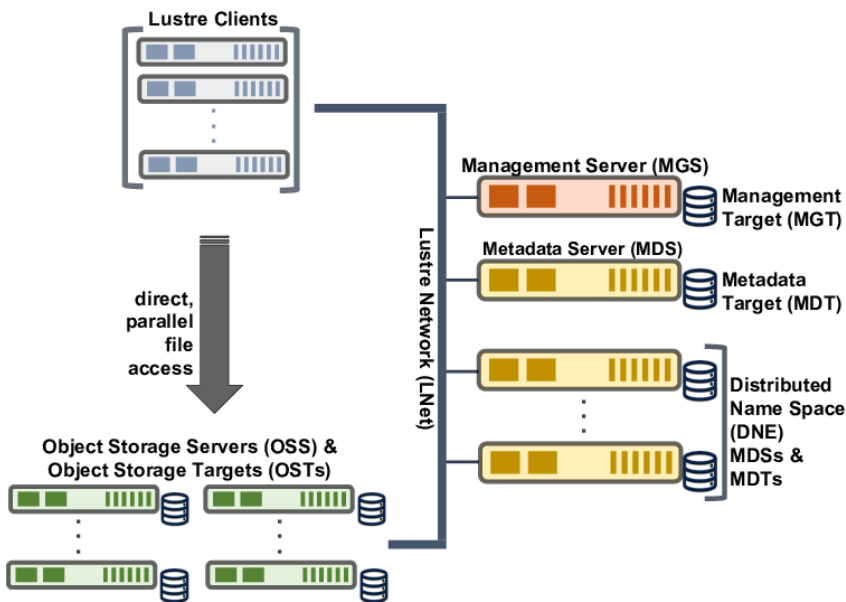 Lustre Clients
Management Server (MGS)
Management
Target (MGT)
Lustre Network (LNet)
Metadata Server (MDS)
Metadata
Target (MDT)
direct,
parallel
file
access
Distributed
Name Space
(DNE)
MDSs &
MDTs
Object Storage Servers (OSS) &
Object Storage Targets (OSTs)